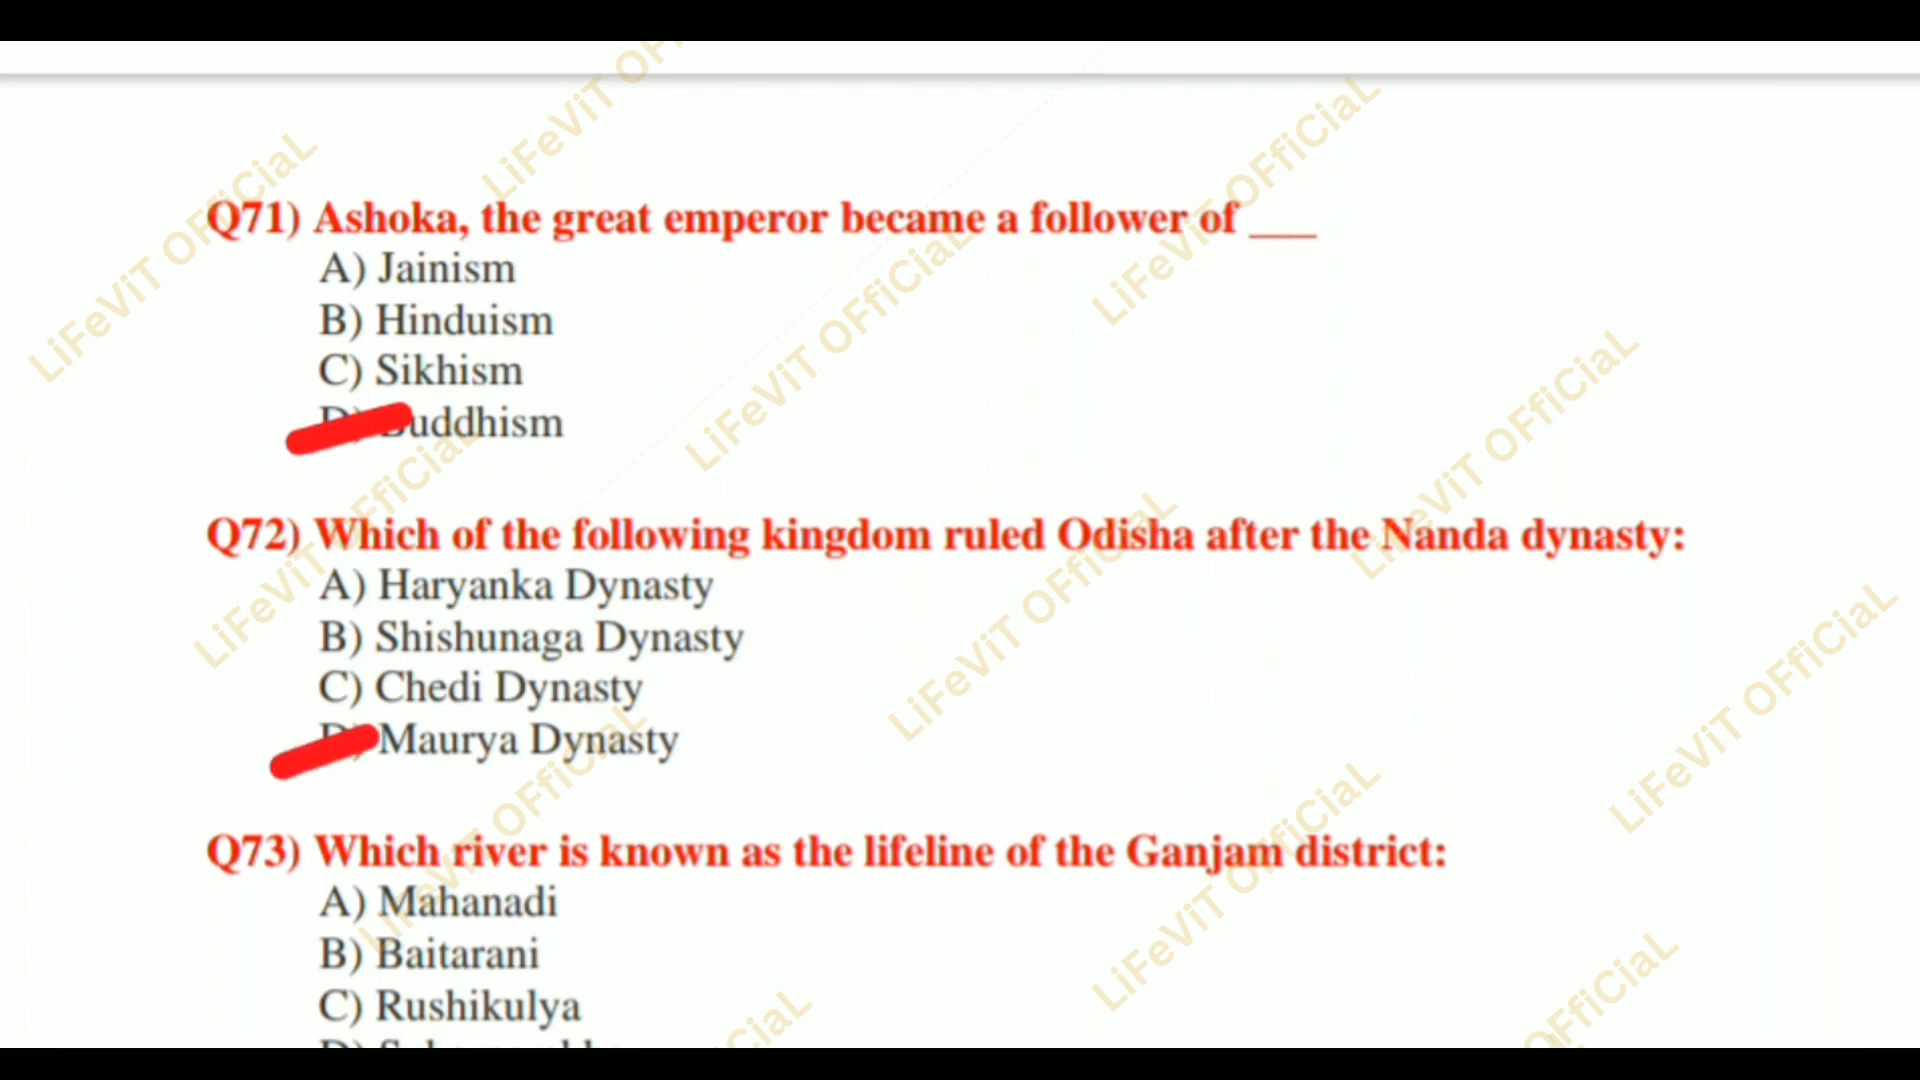 LiFeViT OFfiCiaL
Q71) Ashoka, the great emperor became a follower of ___
A) Jainism
B) Hinduism
C) Sikhism
D) Buddhism
Q72) Which of the following kingdom ruled Odisha after the Nanda dynasty:
A) Haryanka Dynasty
B) Shishunaga Dynasty
C) Chedi Dynasty
D) Maurya Dynasty
Q73) Which river is known as the lifeline of the Ganjam district:
A) Mahanadi
B) Baitarani
C) Rushikulya